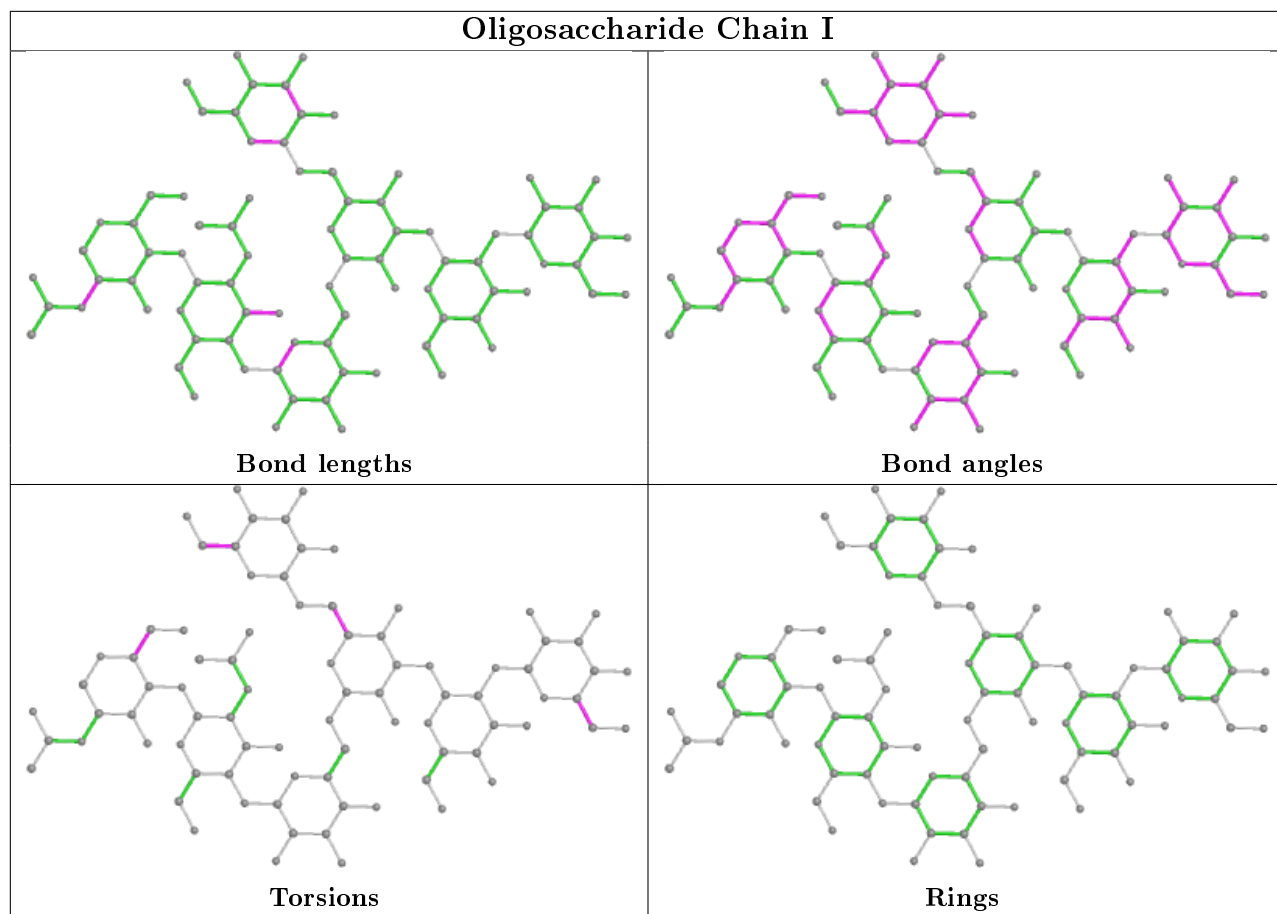 Oligosaccharide Chain I
Bond lengths
Bond angles
Torsions
Rings